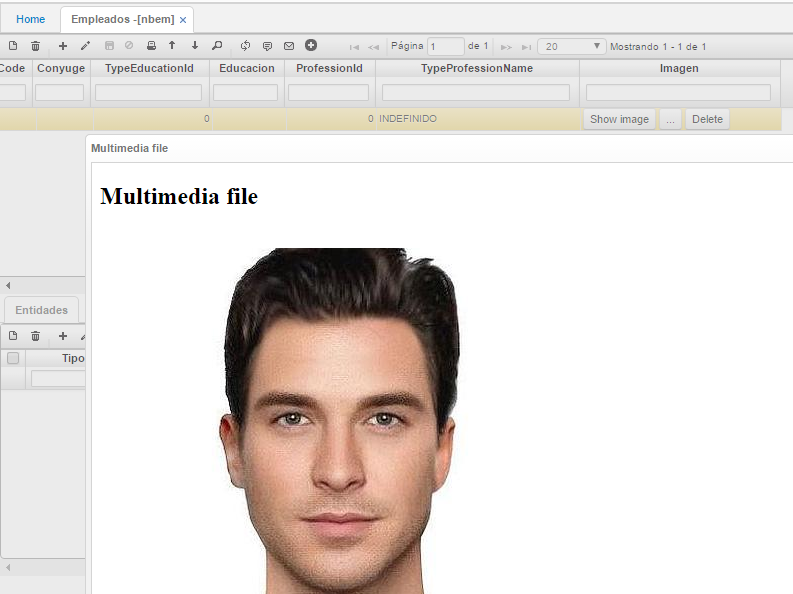 Home Empleados -[nbem] ×
Página 1 de 1 20 Mostrando 1 - 1 de 1
Code Conyuge TypeEducationId Educacion ProfessionId TypeProfessionName Imagen
0 0 INDEFINIDO Show image ... Delete
Multimedia file
Multimedia file
Entidades
Tipo